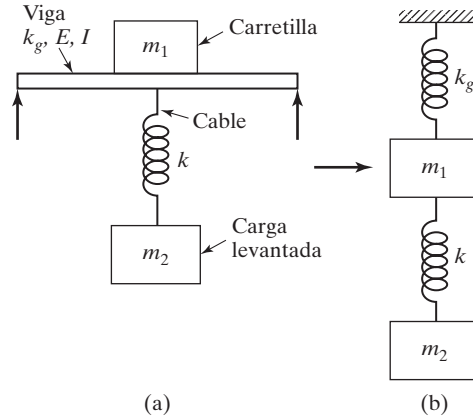 Viga
k_g, E, I
Carretilla
m_1
Cable
k
m_2
Carga
levantada
(a)
k_g
m_1
k
m_2
(b)